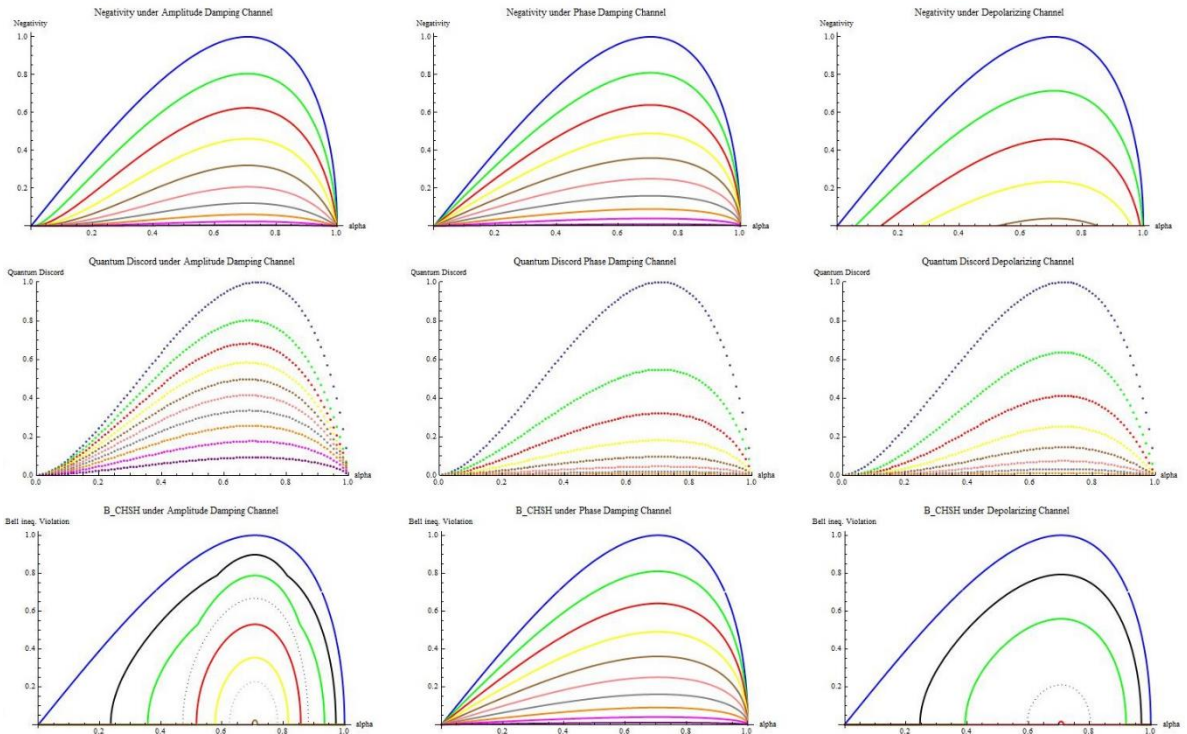 Negativity under Amplitude Damping Channel
Negativity
1.0
0.8
0.6
0.4
0.2
0.2 0.4 0.6 0.8 1.0 alpha
Negativity under Phase Damping Channel
Negativity
1.0
0.8
0.6
0.4
0.2
0.2 0.4 0.6 0.8 1.0 alpha
Negativity under Depolarizing Channel
Negativity
1.0
0.8
0.6
0.4
0.2
0.2 0.4 0.6 0.8 1.0 alpha
Quantum Discord under Amplitude Damping Channel
Quantum Discord
1.0
0.8
0.6
0.4
0.2
0.0
0.0 0.2 0.4 0.6 0.8 1.0 alpha
Quantum Discord Phase Damping Channel
Quantum Discord
1.0
0.8
0.6
0.4
0.2
0.0
0.0 0.2 0.4 0.6 0.8 1.0 alpha
Quantum Discord Depolarizing Channel
Quantum Discord
1.0
0.8
0.6
0.4
0.2
0.0
0.0 0.2 0.4 0.6 0.8 1.0 alpha
B_CHSH under Amplitude Damping Channel
Bell ineq. Violation
1.0
0.8
0.6
0.4
0.2
0.2 0.4 0.6 0.8 1.0 alpha
B_CHSH under Phase Damping Channel
Bell ineq. Violation
1.0
0.8
0.6
0.4
0.2
0.2 0.4 0.6 0.8 1.0 alpha
B_CHSH under Depolarizing Channel
Bell ineq. Violation
1.0
0.8
0.6
0.4
0.2
0.2 0.4 0.6 0.8 1.0 alpha